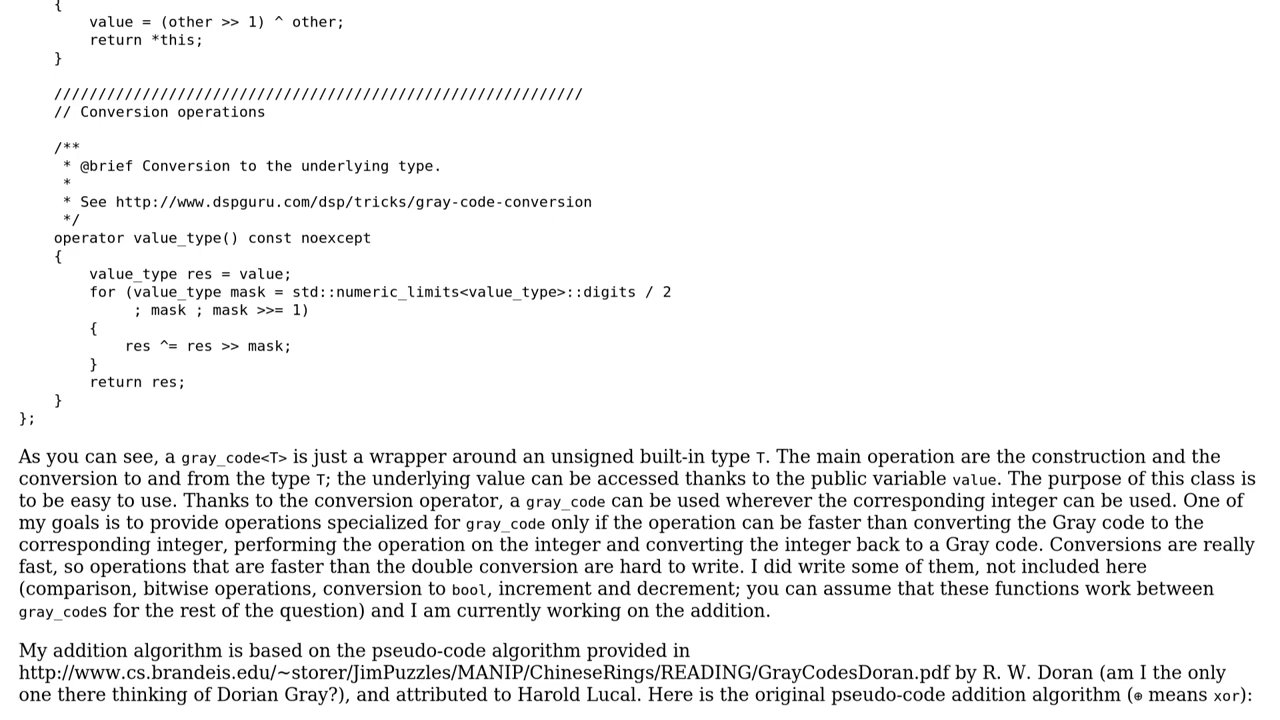 {
value = (other >> 1) ^ other;
return *this;
}
////////////////////////////////////////////////////////////
// Conversion operations
/**
* @brief Conversion to the underlying type.
*
* See http://www.dspguru.com/dsp/tricks/gray-code-conversion
*/
operator value_type() const noexcept
{
value_type res = value;
for (value_type mask = std::numeric_limits<value_type>::digits / 2
; mask ; mask >>= 1)
{
res ^= res >> mask;
}
return res;
}
};
As you can see, a gray_code<T> is just a wrapper around an unsigned built-in type T. The main operation are the construction and the
conversion to and from the type T; the underlying value can be accessed thanks to the public variable value. The purpose of this class is
to be easy to use. Thanks to the conversion operator, a gray_code can be used wherever the corresponding integer can be used. One of
my goals is to provide operations specialized for gray_code only if the operation can be faster than converting the Gray code to the
corresponding integer, performing the operation on the integer and converting the integer back to a Gray code. Conversions are really
fast, so operations that are faster than the double conversion are hard to write. I did write some of them, not included here
(comparison, bitwise operations, conversion to bool, increment and decrement; you can assume that these functions work between
gray_codes for the rest of the question) and I am currently working on the addition.
My addition algorithm is based on the pseudo-code algorithm provided in
http://www.cs.brandeis.edu/~storer/JimPuzzles/MANIP/ChineseRings/READING/GrayCodesDoran.pdf by R. W. Doran (am I the only
one there thinking of Dorian Gray?), and attributed to Harold Lucal. Here is the original pseudo-code addition algorithm (⊕ means xor):